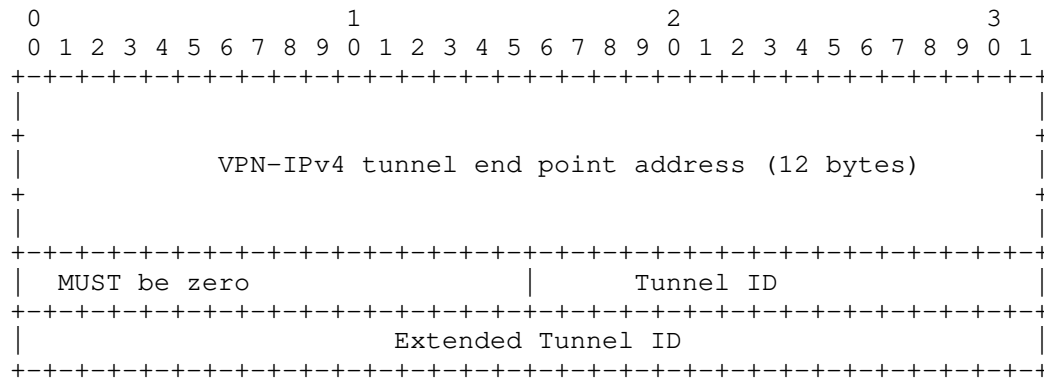 0                   1                   2                   3
 0 1 2 3 4 5 6 7 8 9 0 1 2 3 4 5 6 7 8 9 0 1 2 3 4 5 6 7 8 9 0 1
+-+-+-+-+-+-+-+-+-+-+-+-+-+-+-+-+-+-+-+-+-+-+-+-+-+-+-+-+-+-+-+-+
|                                                               |
+                                                               +
|            VPN-IPv4 tunnel end point address (12 bytes)       |
+                                                               +
|                                                               |
+-+-+-+-+-+-+-+-+-+-+-+-+-+-+-+-+-+-+-+-+-+-+-+-+-+-+-+-+-+-+-+-+
|  MUST be zero                 |      Tunnel ID                |
+-+-+-+-+-+-+-+-+-+-+-+-+-+-+-+-+-+-+-+-+-+-+-+-+-+-+-+-+-+-+-+-+
|                       Extended Tunnel ID                      |
+-+-+-+-+-+-+-+-+-+-+-+-+-+-+-+-+-+-+-+-+-+-+-+-+-+-+-+-+-+-+-+-+